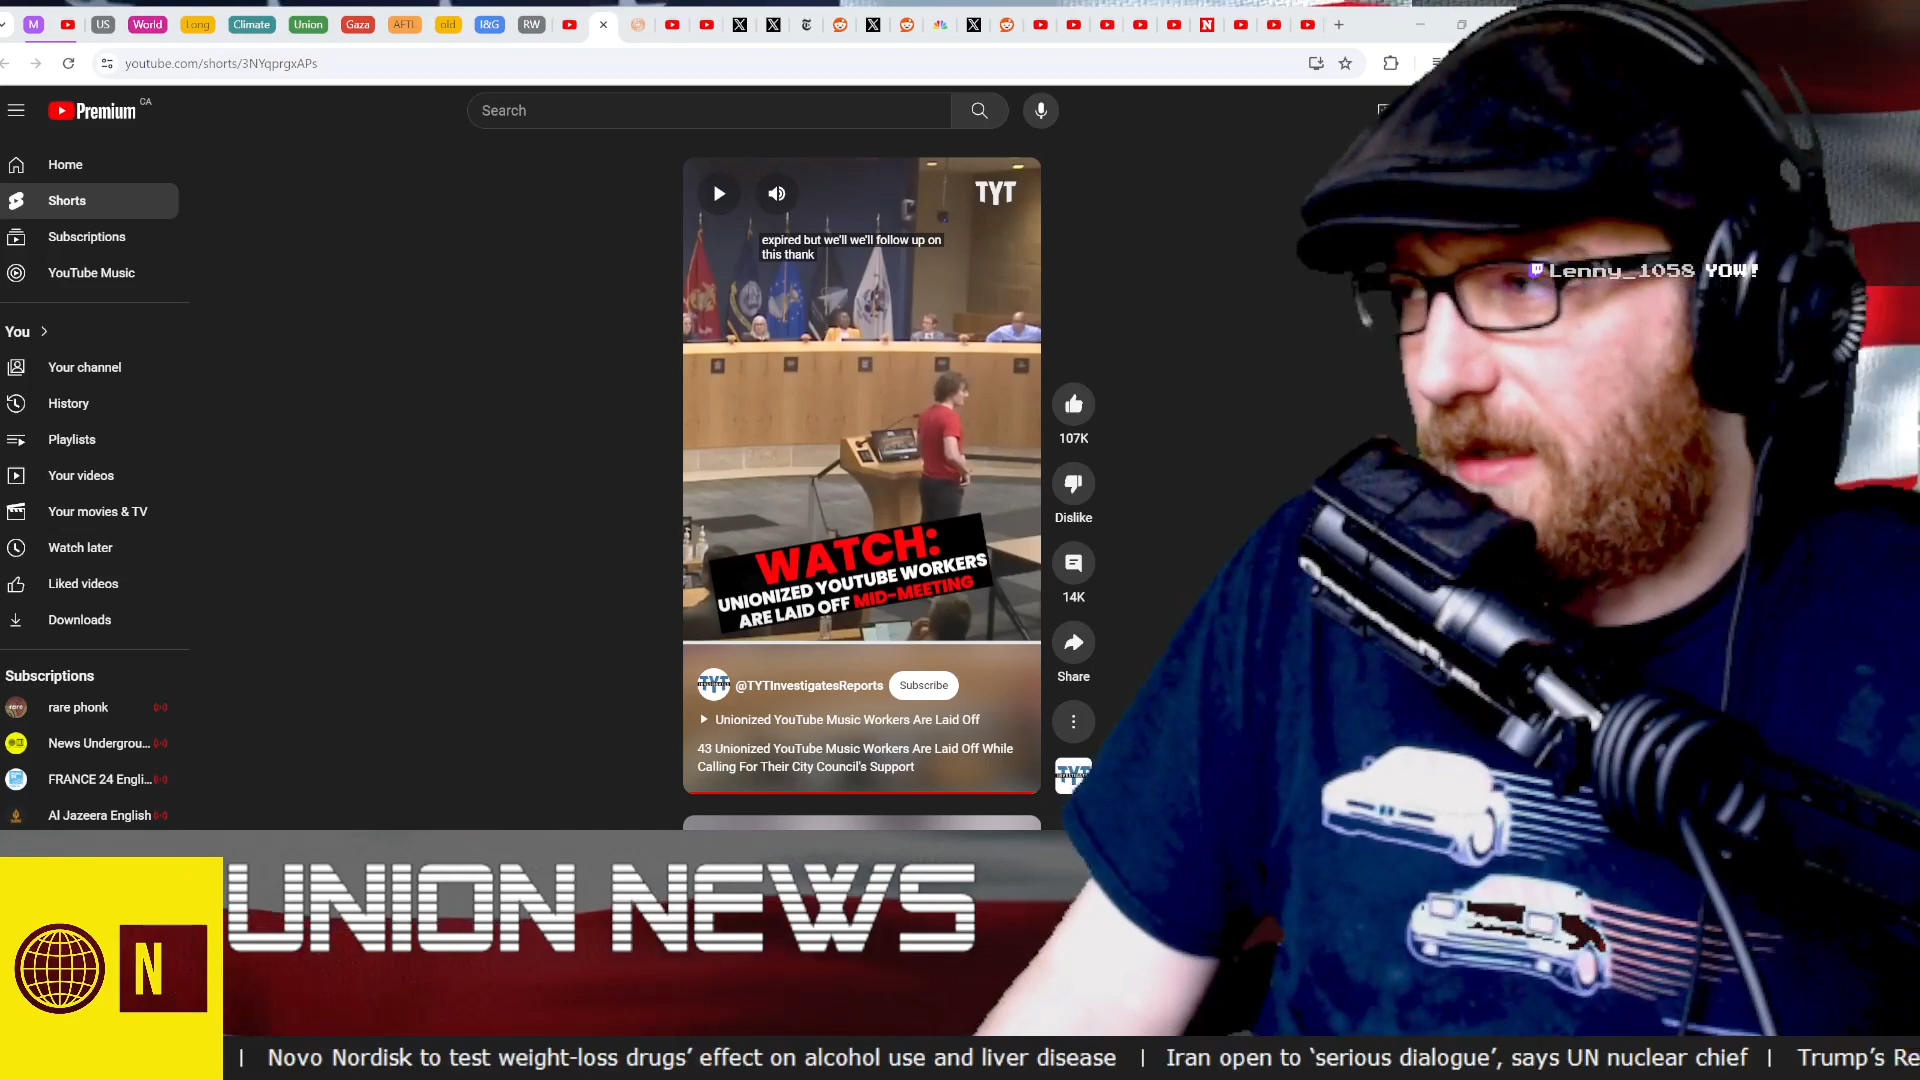 M
US
World
Long
Climate
Union
Gaza
AFTL
old
I&G
RW
youtube.com/shorts/3NYqprgxAPs
Premium
CA
Search
Home
Shorts
Subscriptions
YouTube Music
You
Your channel
History
Playlists
Your videos
Your movies & TV
Watch later
Liked videos
Downloads
Subscriptions
rare phonk
News Undergrou...
FRANCE 24 Engli...
Al Jazeera English
TYT
expired but we'll we'll follow up on
this thank
WATCH:
UNIONIZED YOUTUBE WORKERS
ARE LAID OFF MID-MEETING
@TYTInvestigatesReports
Subscribe
Unionized YouTube Music Workers Are Laid Off
43 Unionized YouTube Music Workers Are Laid Off While
Calling For Their City Council's Support
107K
Dislike
14K
Share
TYT
Lenny_1058 YOW!
UNION NEWS
N
| Novo Nordisk to test weight-loss drugs’ effect on alcohol use and liver disease | Iran open to ‘serious dialogue’, says UN nuclear chief | Trump’s Re